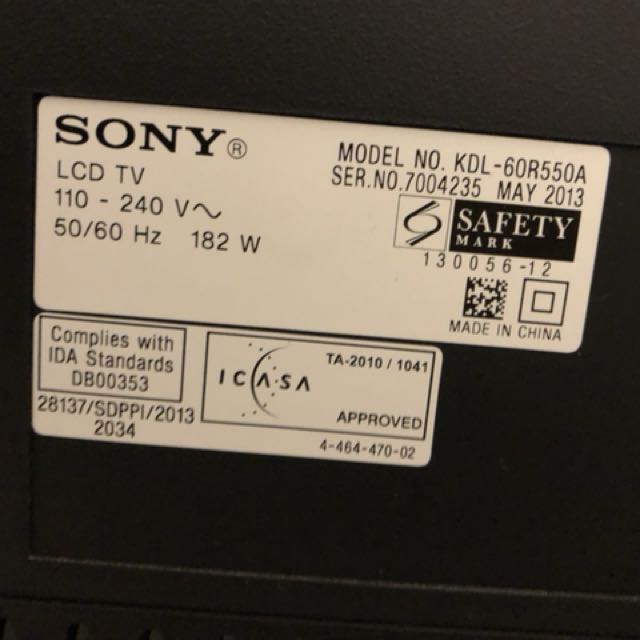 SONY®
LCD TV
110 - 240 V～
50/60 Hz 182 W
MODEL NO. KDL-60R550A
SER.NO.7004235 MAY 2013
SAFETY
MARK
130056-12
MADE IN CHINA
Complies with
IDA Standards
DB00353
28137/SDPPI/2013
2034
TA-2010 / 1041
ICASA
APPROVED
4-464-470-02